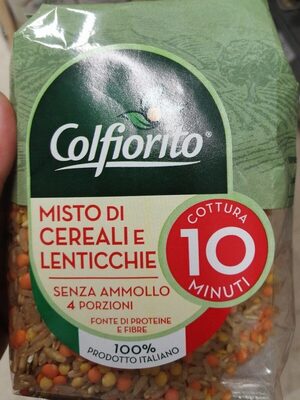 Colfiorito®
MISTO DI
CEREALI E
LENTICCHIE
SENZA AMMOLLO
4 PORZIONI
FONTE DI PROTEINE
E FIBRE
100%
PRODOTTO ITALIANO
COTTURA
10
MINUTI